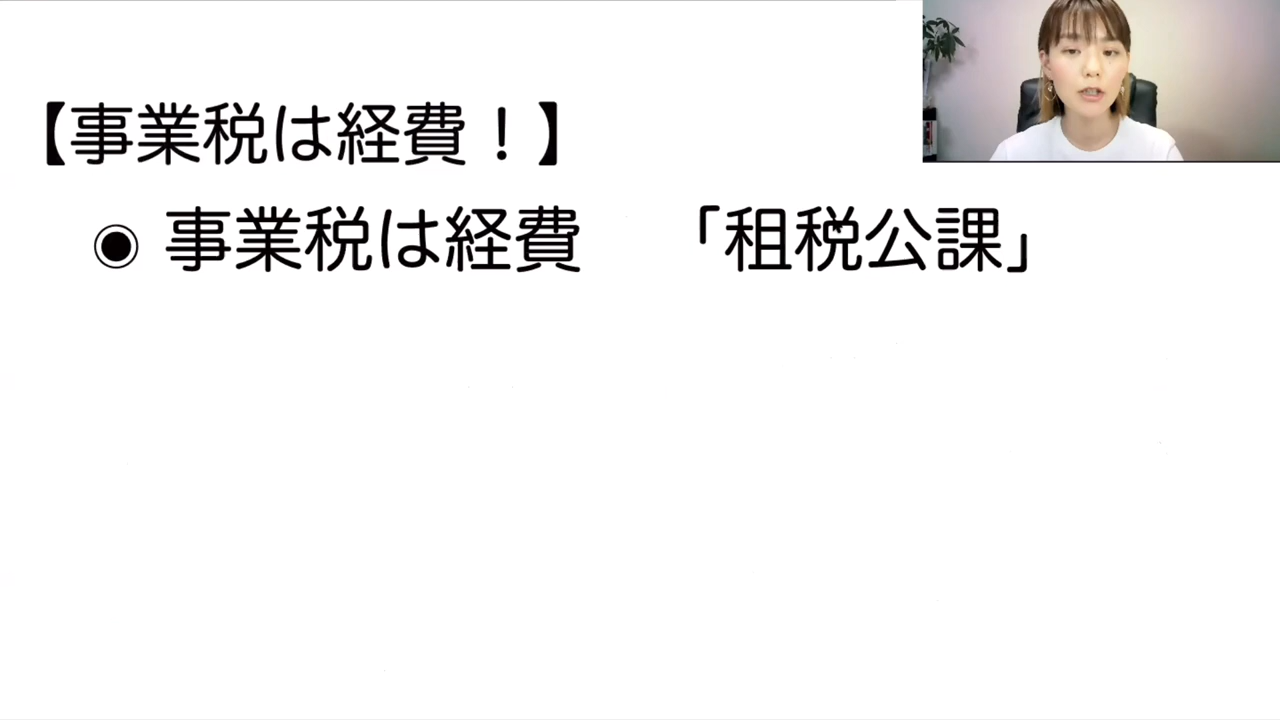 【事業税は経費！】
◉ 事業税は経費　「租税公課」